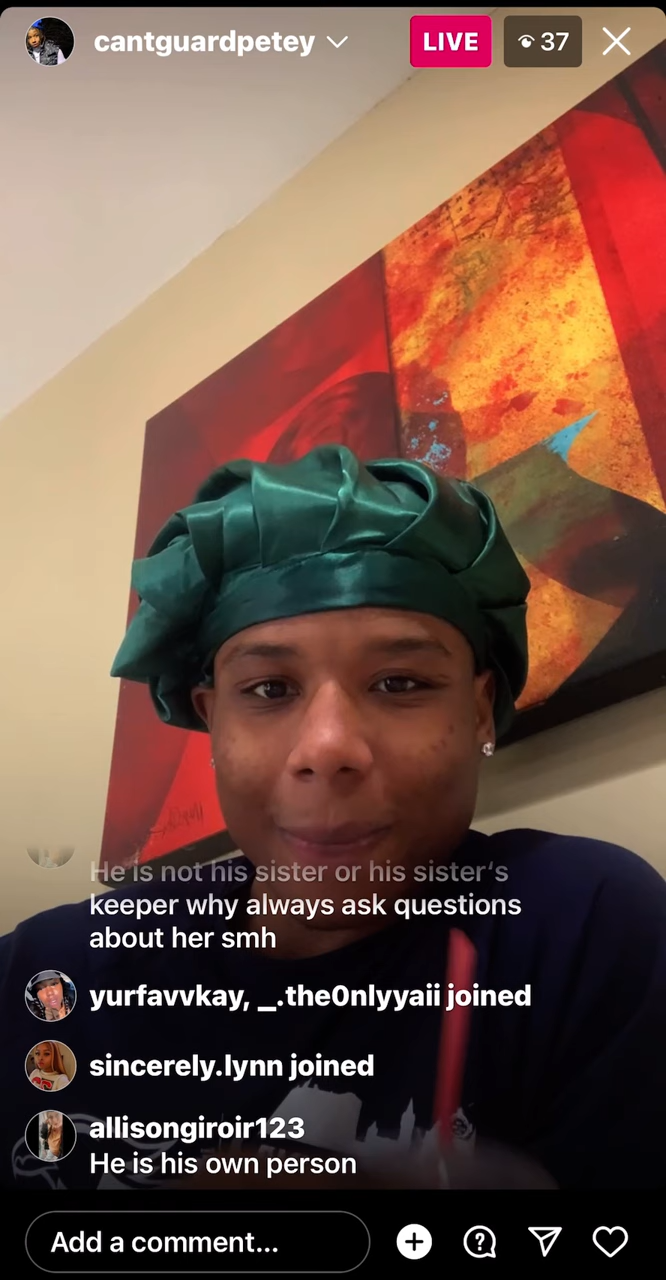 cantguardpetey
LIVE
37
He is not his sister or his sister's
keeper why always ask questions
about her smh
yurfavvkay, _.the0nlyyaii joined
sincerely.lynn joined
allisongiroir123
He is his own person
Add a comment...